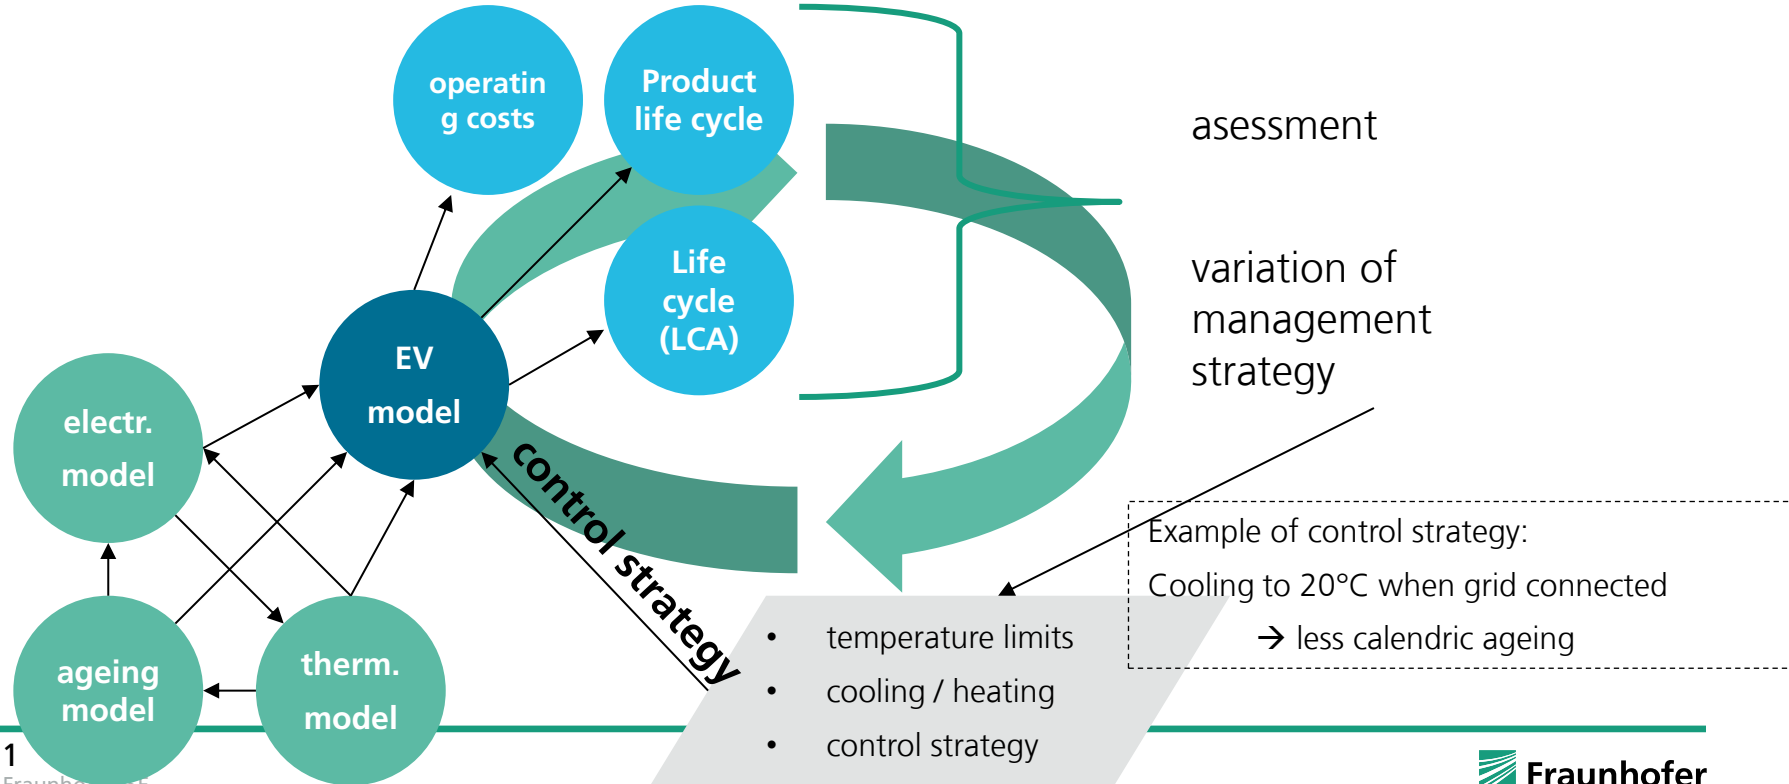 operatin
g costs
Product
life cycle
asessment
Life
cycle
(LCA)
variation of
management
strategy
EV
model
electr.
model
control strategy
Example of control strategy:
Cooling to 20°C when grid connected
→ less calendric ageing
ageing
model
therm.
model
• temperature limits
• cooling / heating
• control strategy
1
Fraunhofer